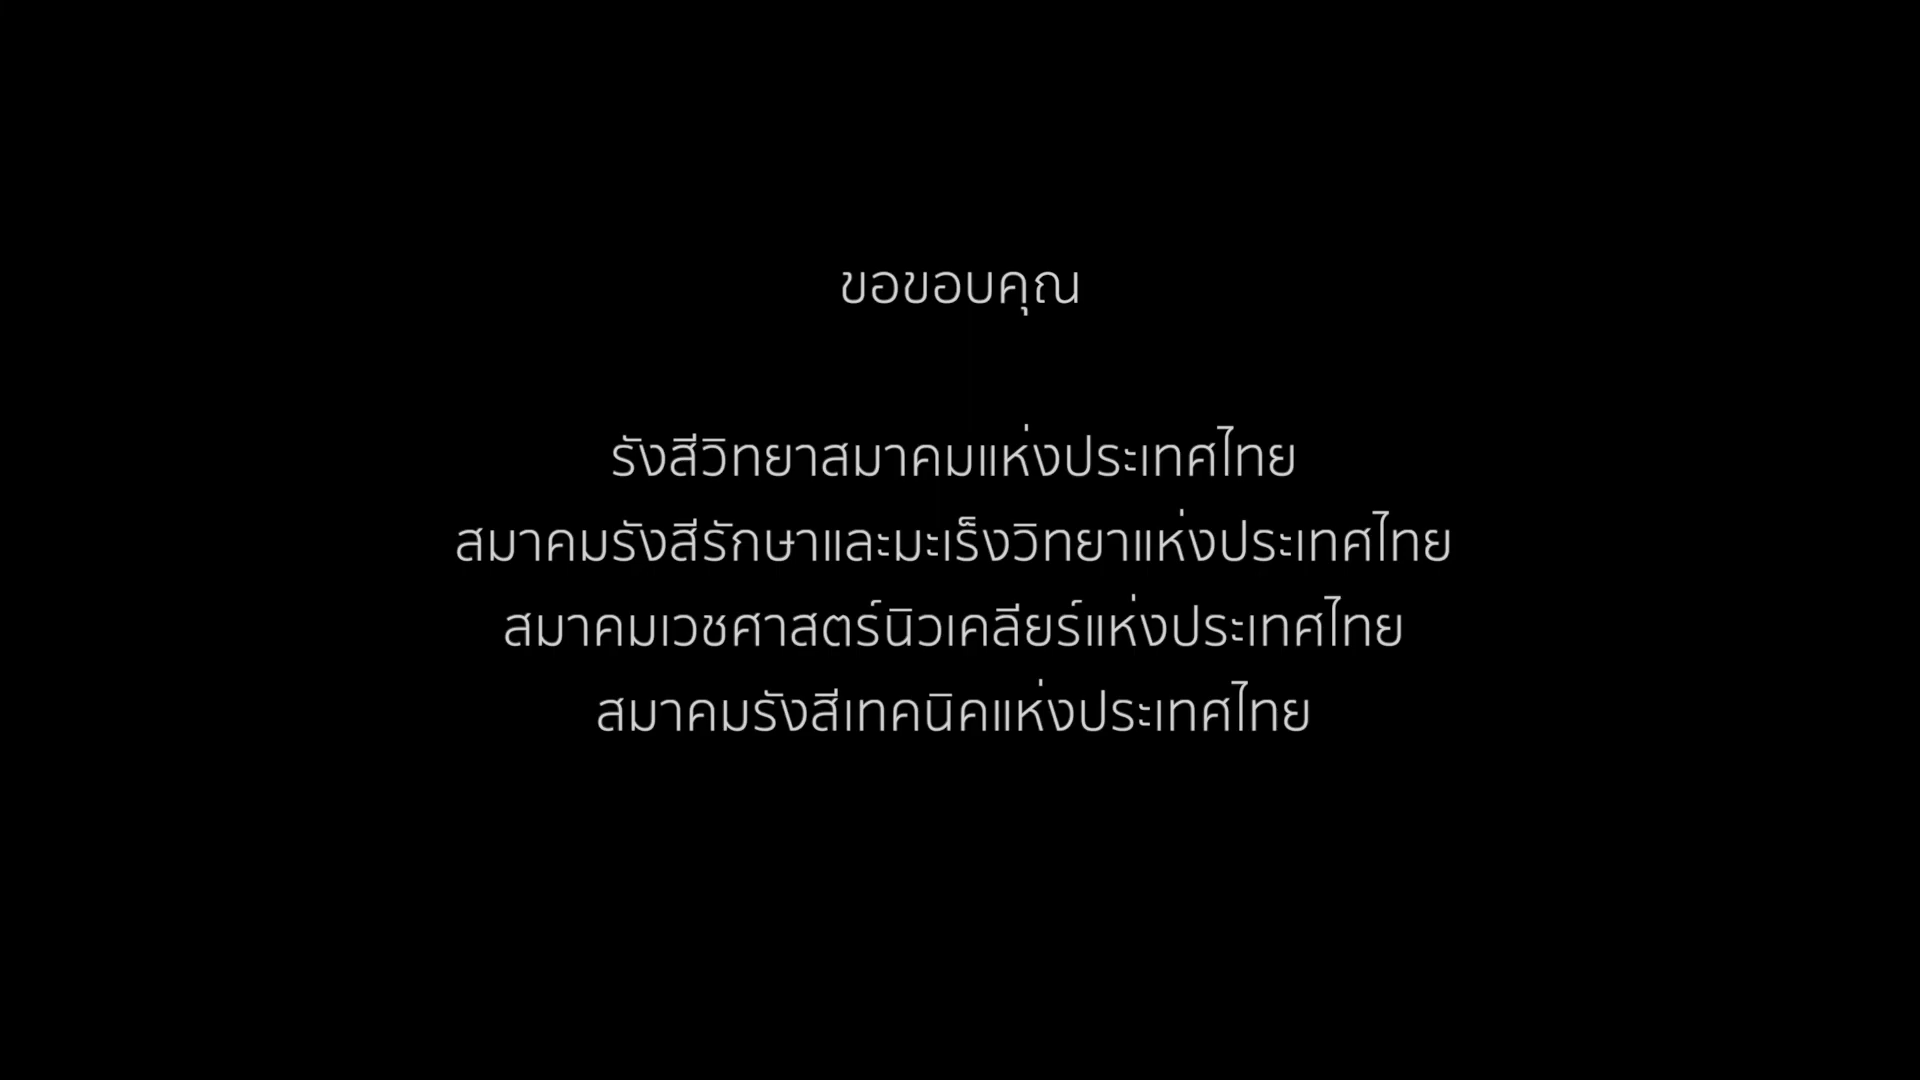 ขอขอบคุณ
รังสีวิทยาสมาคมแห่งประเทศไทย
สมาคมรังสีรักษาและมะเร็งวิทยาแห่งประเทศไทย
สมาคมเวชศาสตร์นิวเคลียร์แห่งประเทศไทย
สมาคมรังสีเทคนิคแห่งประเทศไทย